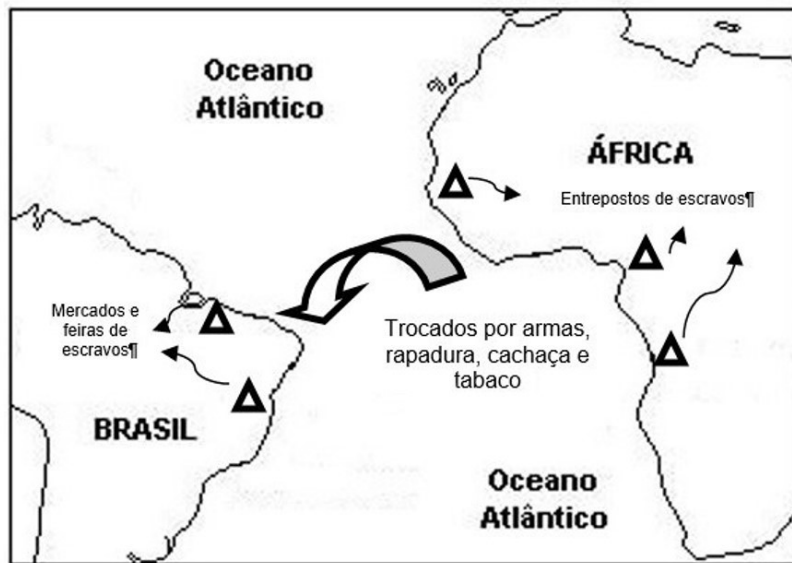 Oceano
Atlântico
ÁFRICA
Entrepostos de escravos¶
Mercados e
feiras de
escravos¶
Trocados por armas,
rapadura, cachaça e
tabaco
BRASIL
Oceano
Atlântico